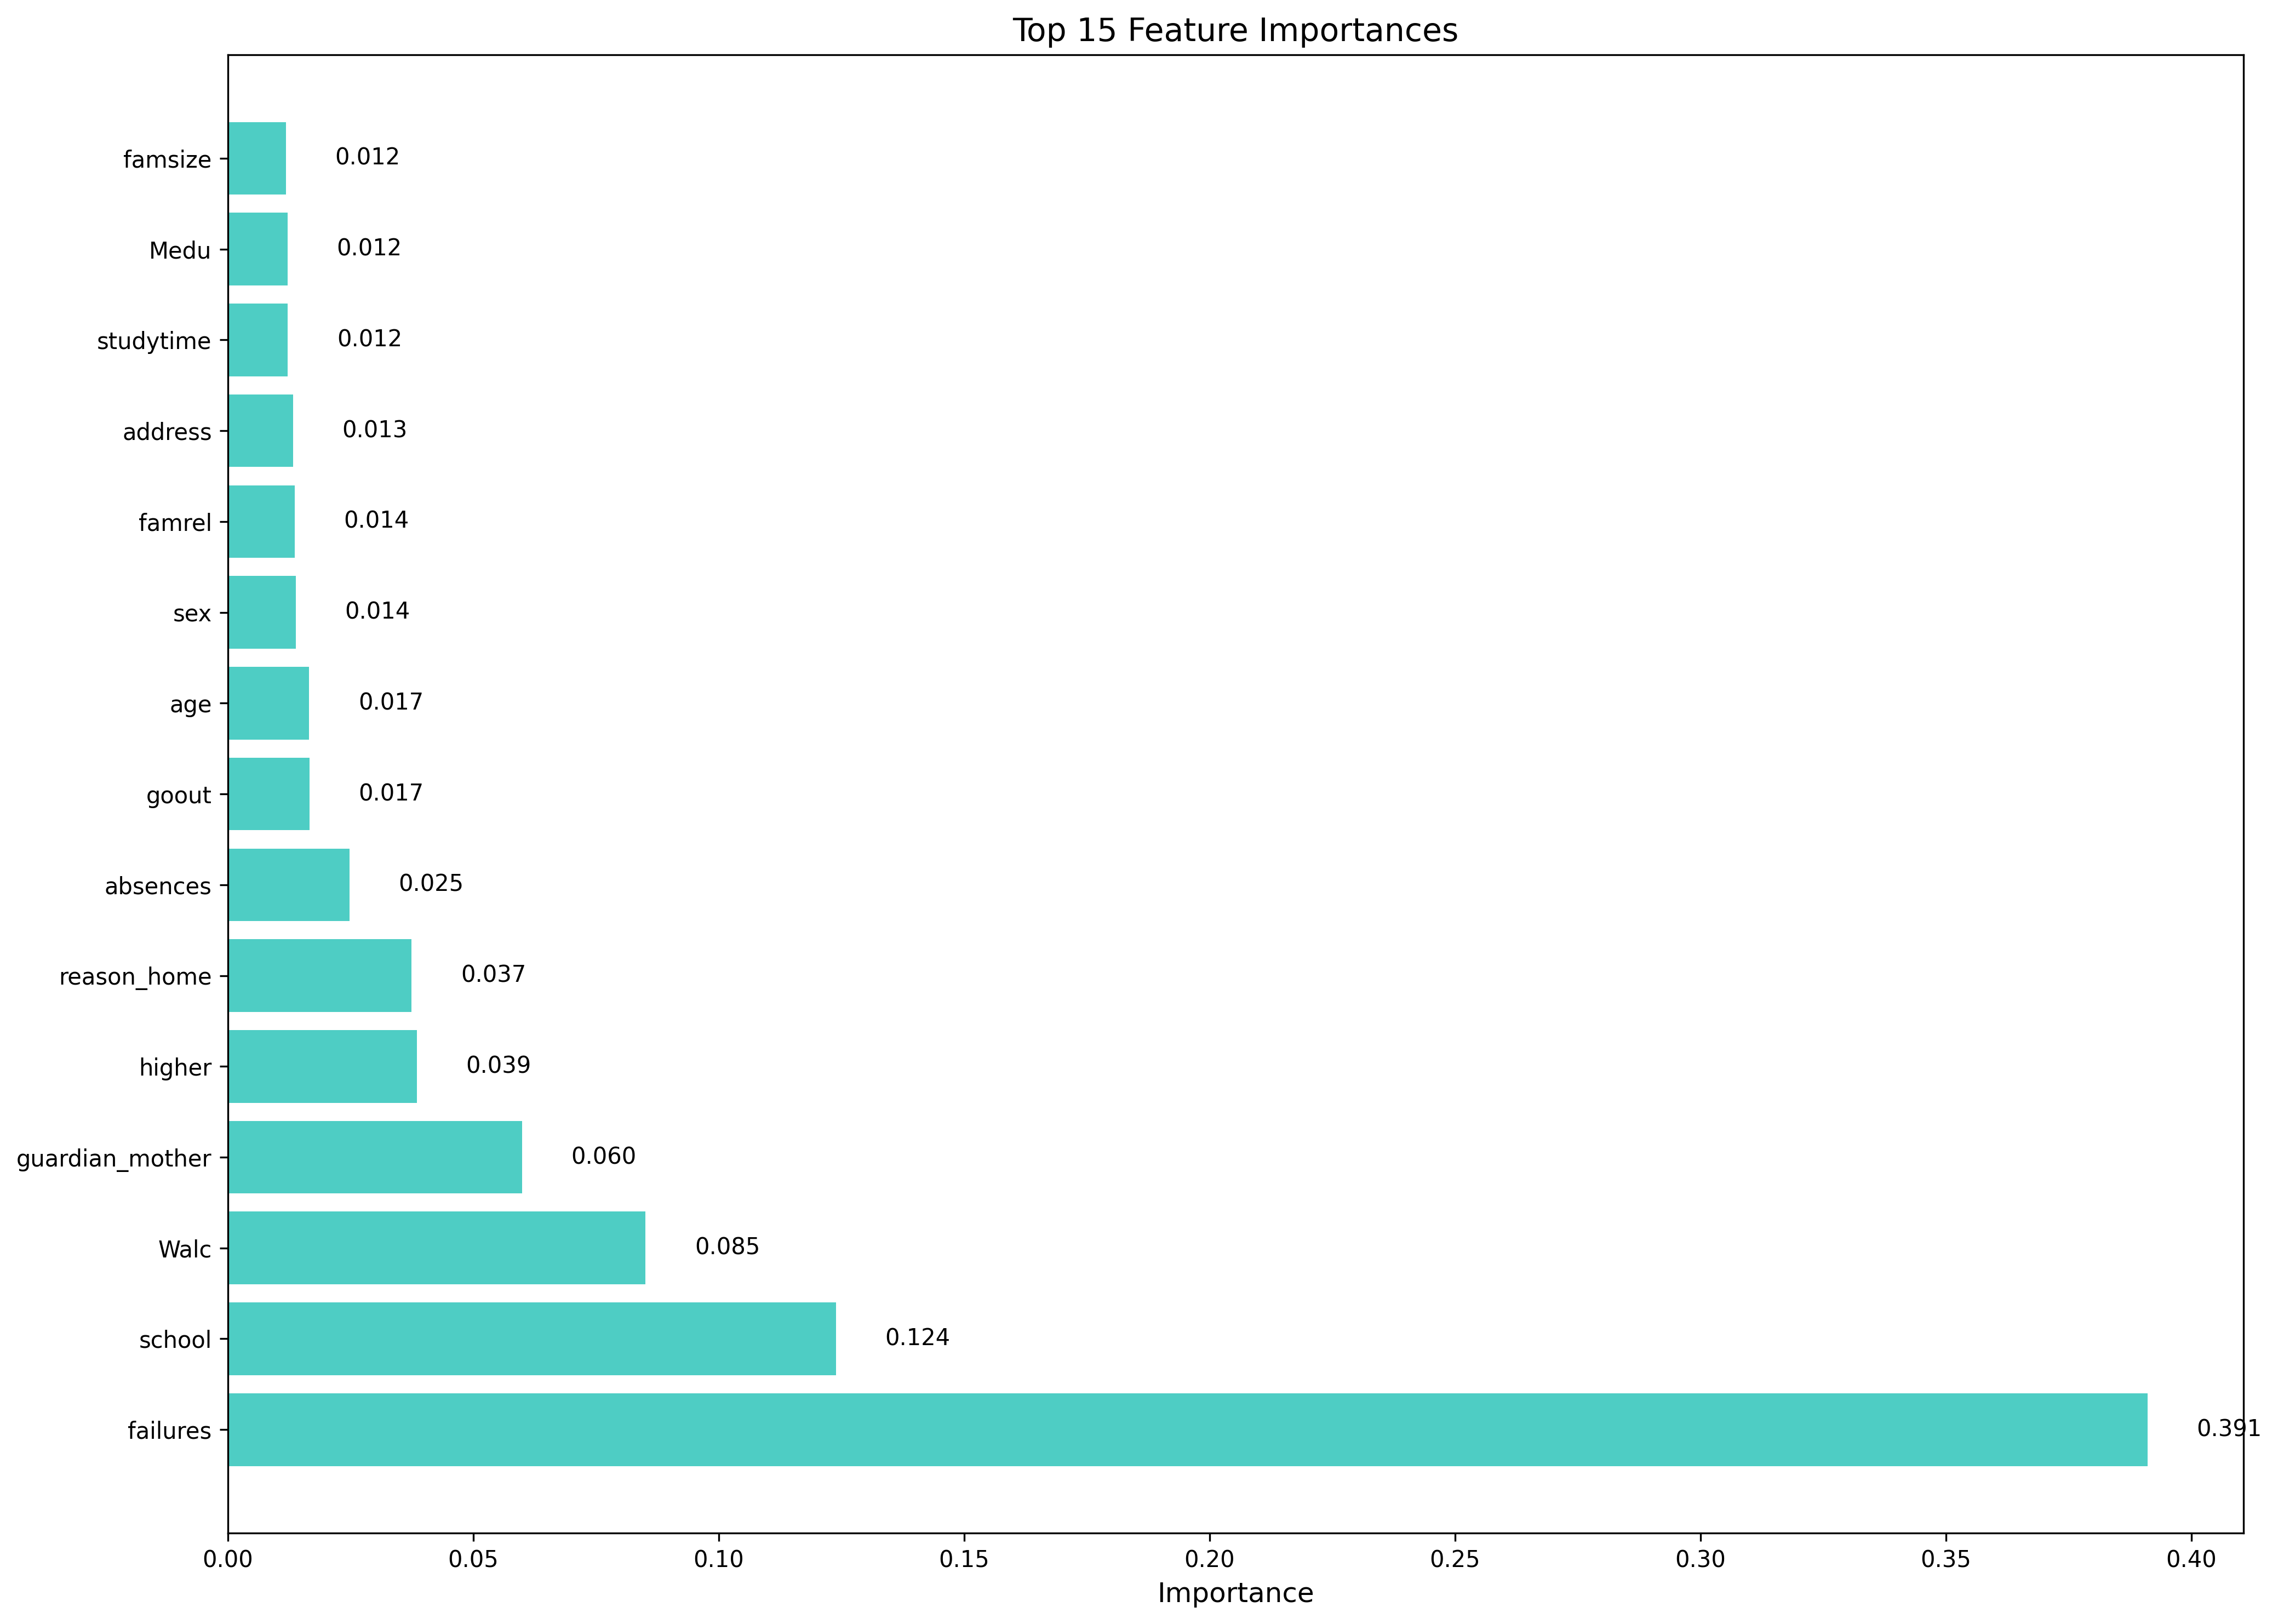 Top 15 Feature Importances
famsize 0.012
Medu 0.012
studytime 0.012
address 0.013
famrel 0.014
sex 0.014
age 0.017
goout 0.017
absences 0.025
reason_home 0.037
higher 0.039
guardian_mother 0.060
Walc 0.085
school 0.124
failures 0.391
0.00 0.05 0.10 0.15 0.20 0.25 0.30 0.35 0.40
Importance